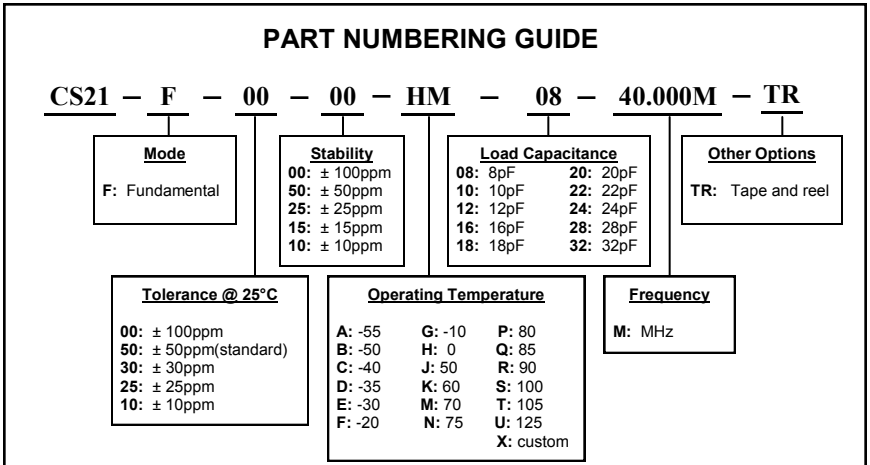 PART NUMBERING GUIDE
CS21 – F – 00 – 00 – HM – 08 – 40.000M – TR
Mode
F: Fundamental
Stability
00: ± 100ppm
50: ± 50ppm
25: ± 25ppm
15: ± 15ppm
10: ± 10ppm
Load Capacitance
08: 8pF 20: 20pF
10: 10pF 22: 22pF
12: 12pF 24: 24pF
16: 16pF 28: 28pF
18: 18pF 32: 32pF
Other Options
TR: Tape and reel
Tolerance @ 25°C
00: ± 100ppm
50: ± 50ppm(standard)
30: ± 30ppm
25: ± 25ppm
10: ± 10ppm
Operating Temperature
A: -55 G: -10 P: 80
B: -50 H: 0 Q: 85
C: -40 J: 50 R: 90
D: -35 K: 60 S: 100
E: -30 M: 70 T: 105
F: -20 N: 75 U: 125
X: custom
Frequency
M: MHz